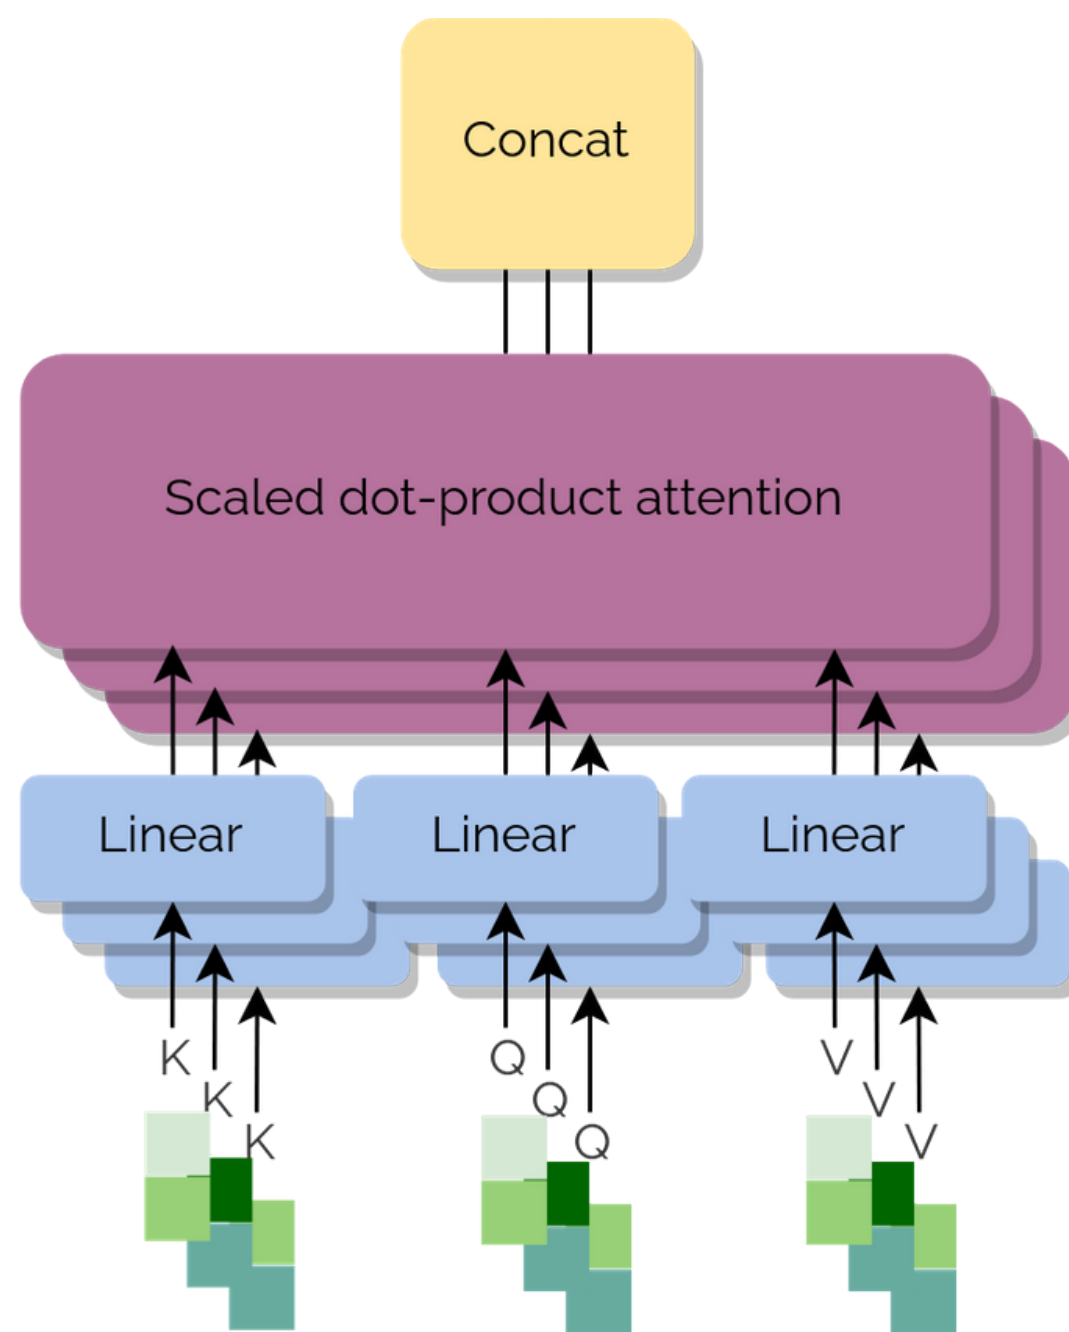 Concat
Scaled dot-product attention
Linear Linear Linear
K Q V
K Q V
K Q V